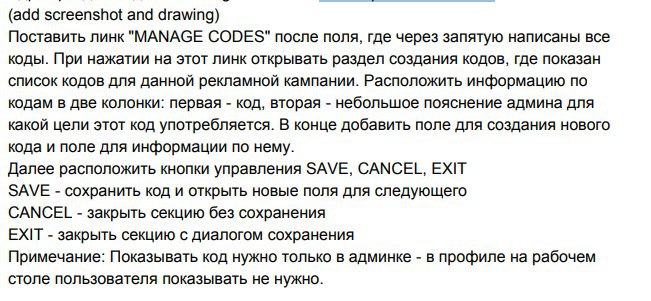 (add screenshot and drawing)
Поставить линк "MANAGE CODES" после поля, где через запятую написаны все
коды. При нажатии на этот линк открывать раздел создания кодов, где показан
список кодов для данной рекламной кампании. Расположить информацию по
кодам в две колонки: первая - код, вторая - небольшое пояснение админа для
какой цели этот код употребляется. В конце добавить поле для создания нового
кода и поле для информации по нему.
Далее расположить кнопки управления SAVE, CANCEL, EXIT
SAVE - сохранить код и открыть новые поля для следующего
CANCEL - закрыть секцию без сохранения
EXIT - закрыть секцию с диалогом сохранения
Примечание: Показывать код нужно только в админке - в профиле на рабочем
столе пользователя показывать не нужно.